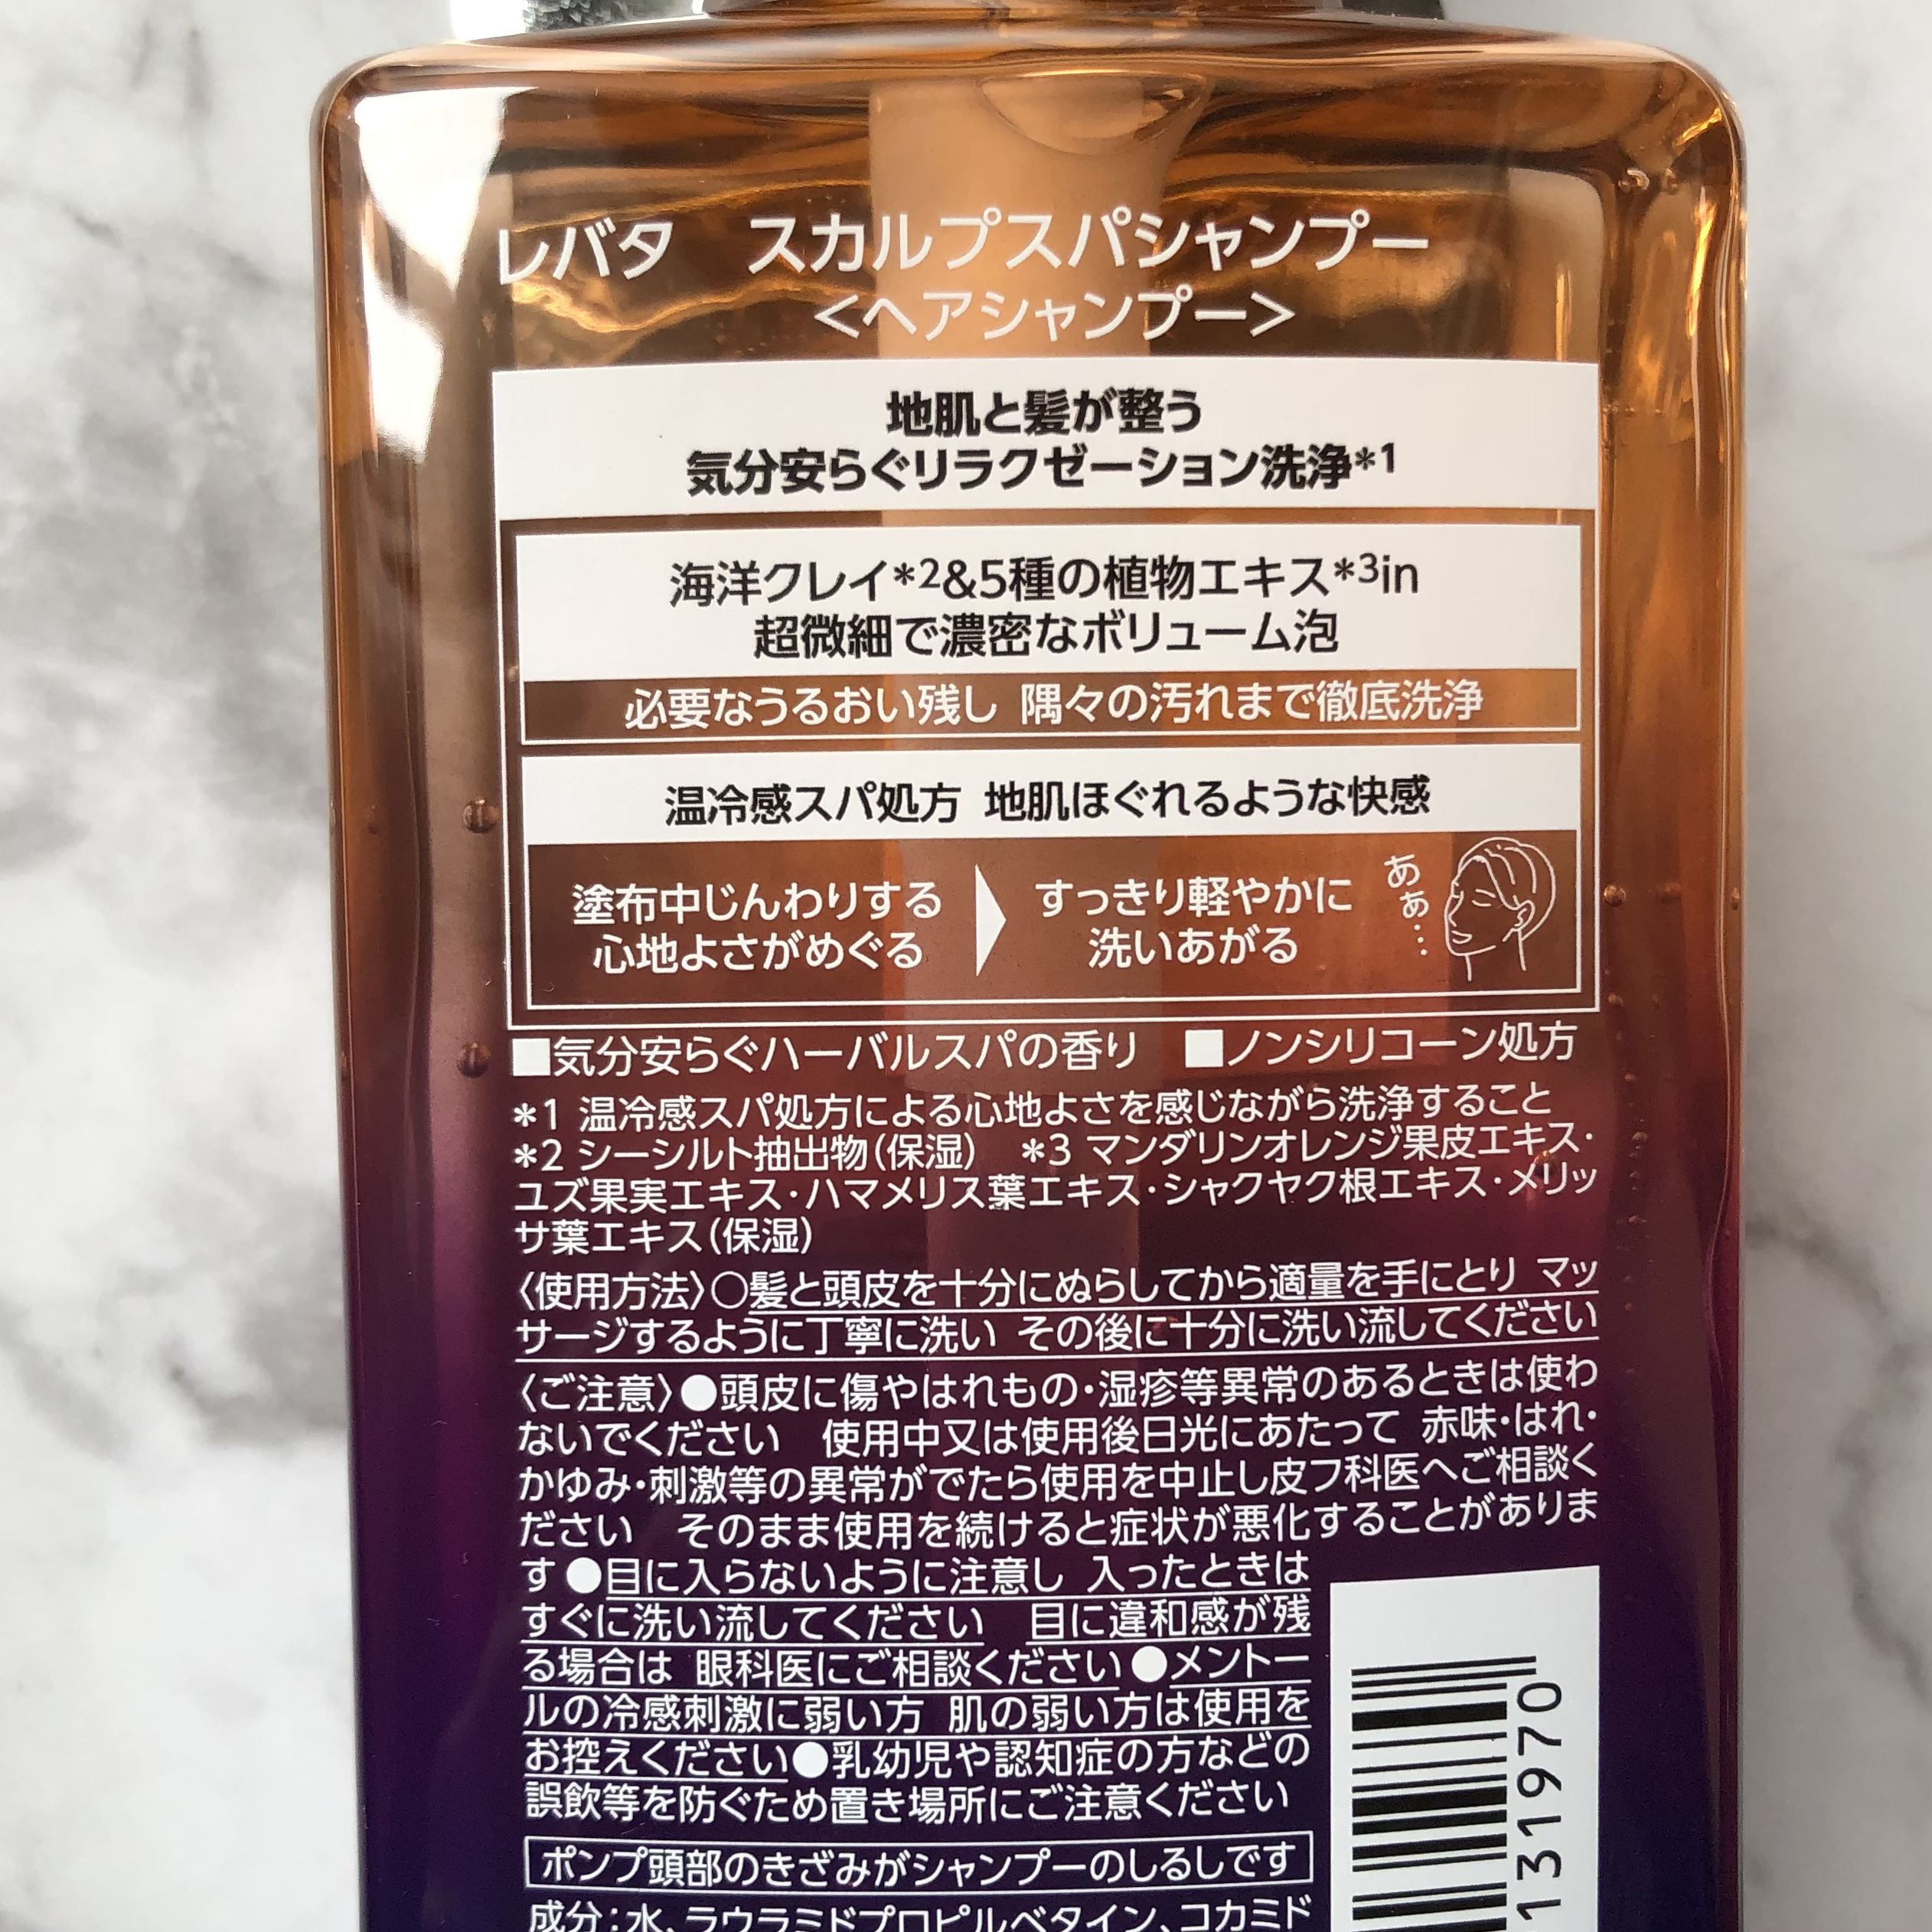 レバタ　スカルプスパシャンプー
<ヘアシャンプー>
地肌と髪が整う
気分安らぐリラクゼーション洗浄*1
海洋クレイ*2&5種の植物エキス*3in
超微細で濃密なボリューム泡
必要なうるおい残し 隅々の汚れまで徹底洗浄
温冷感スパ処方 地肌ほぐれるような快感
塗布中じんわりする
心地よさがめぐる
すっきり軽やかに
洗いあがる
あぁ…
■気分安らぐハーバルスパの香り ■ノンシリコーン処方
*1 温冷感スパ処方による心地よさを感じながら洗浄すること
*2 シーシルト抽出物(保湿)　*3 マンダリンオレンジ果皮エキス・
ユズ果実エキス・ハマメリス葉エキス・シャクヤク根エキス・メリッ
サ葉エキス(保湿)
〈使用方法〉○髪と頭皮を十分にぬらしてから適量を手にとり マッ
サージするように丁寧に洗い その後に十分に洗い流してください
〈ご注意〉●頭皮に傷やはれもの・湿疹等異常のあるときは使わ
ないでください　使用中又は使用後日光にあたって 赤味・はれ・
かゆみ・刺激等の異常がでたら使用を中止し皮フ科医へご相談く
ださい　そのまま使用を続けると症状が悪化することがありま
す ●目に入らないように注意し 入ったときは
すぐに洗い流してください　目に違和感が残
る場合は 眼科医にご相談ください●メントー
ルの冷感刺激に弱い方 肌の弱い方は使用を
お控えください●乳幼児や認知症の方などの
誤飲等を防ぐため置き場所にご注意ください
ポンプ頭部のきざみがシャンプーのしるしです
成分：水、ラウラミドプロピルベタイン、コカミド
131970